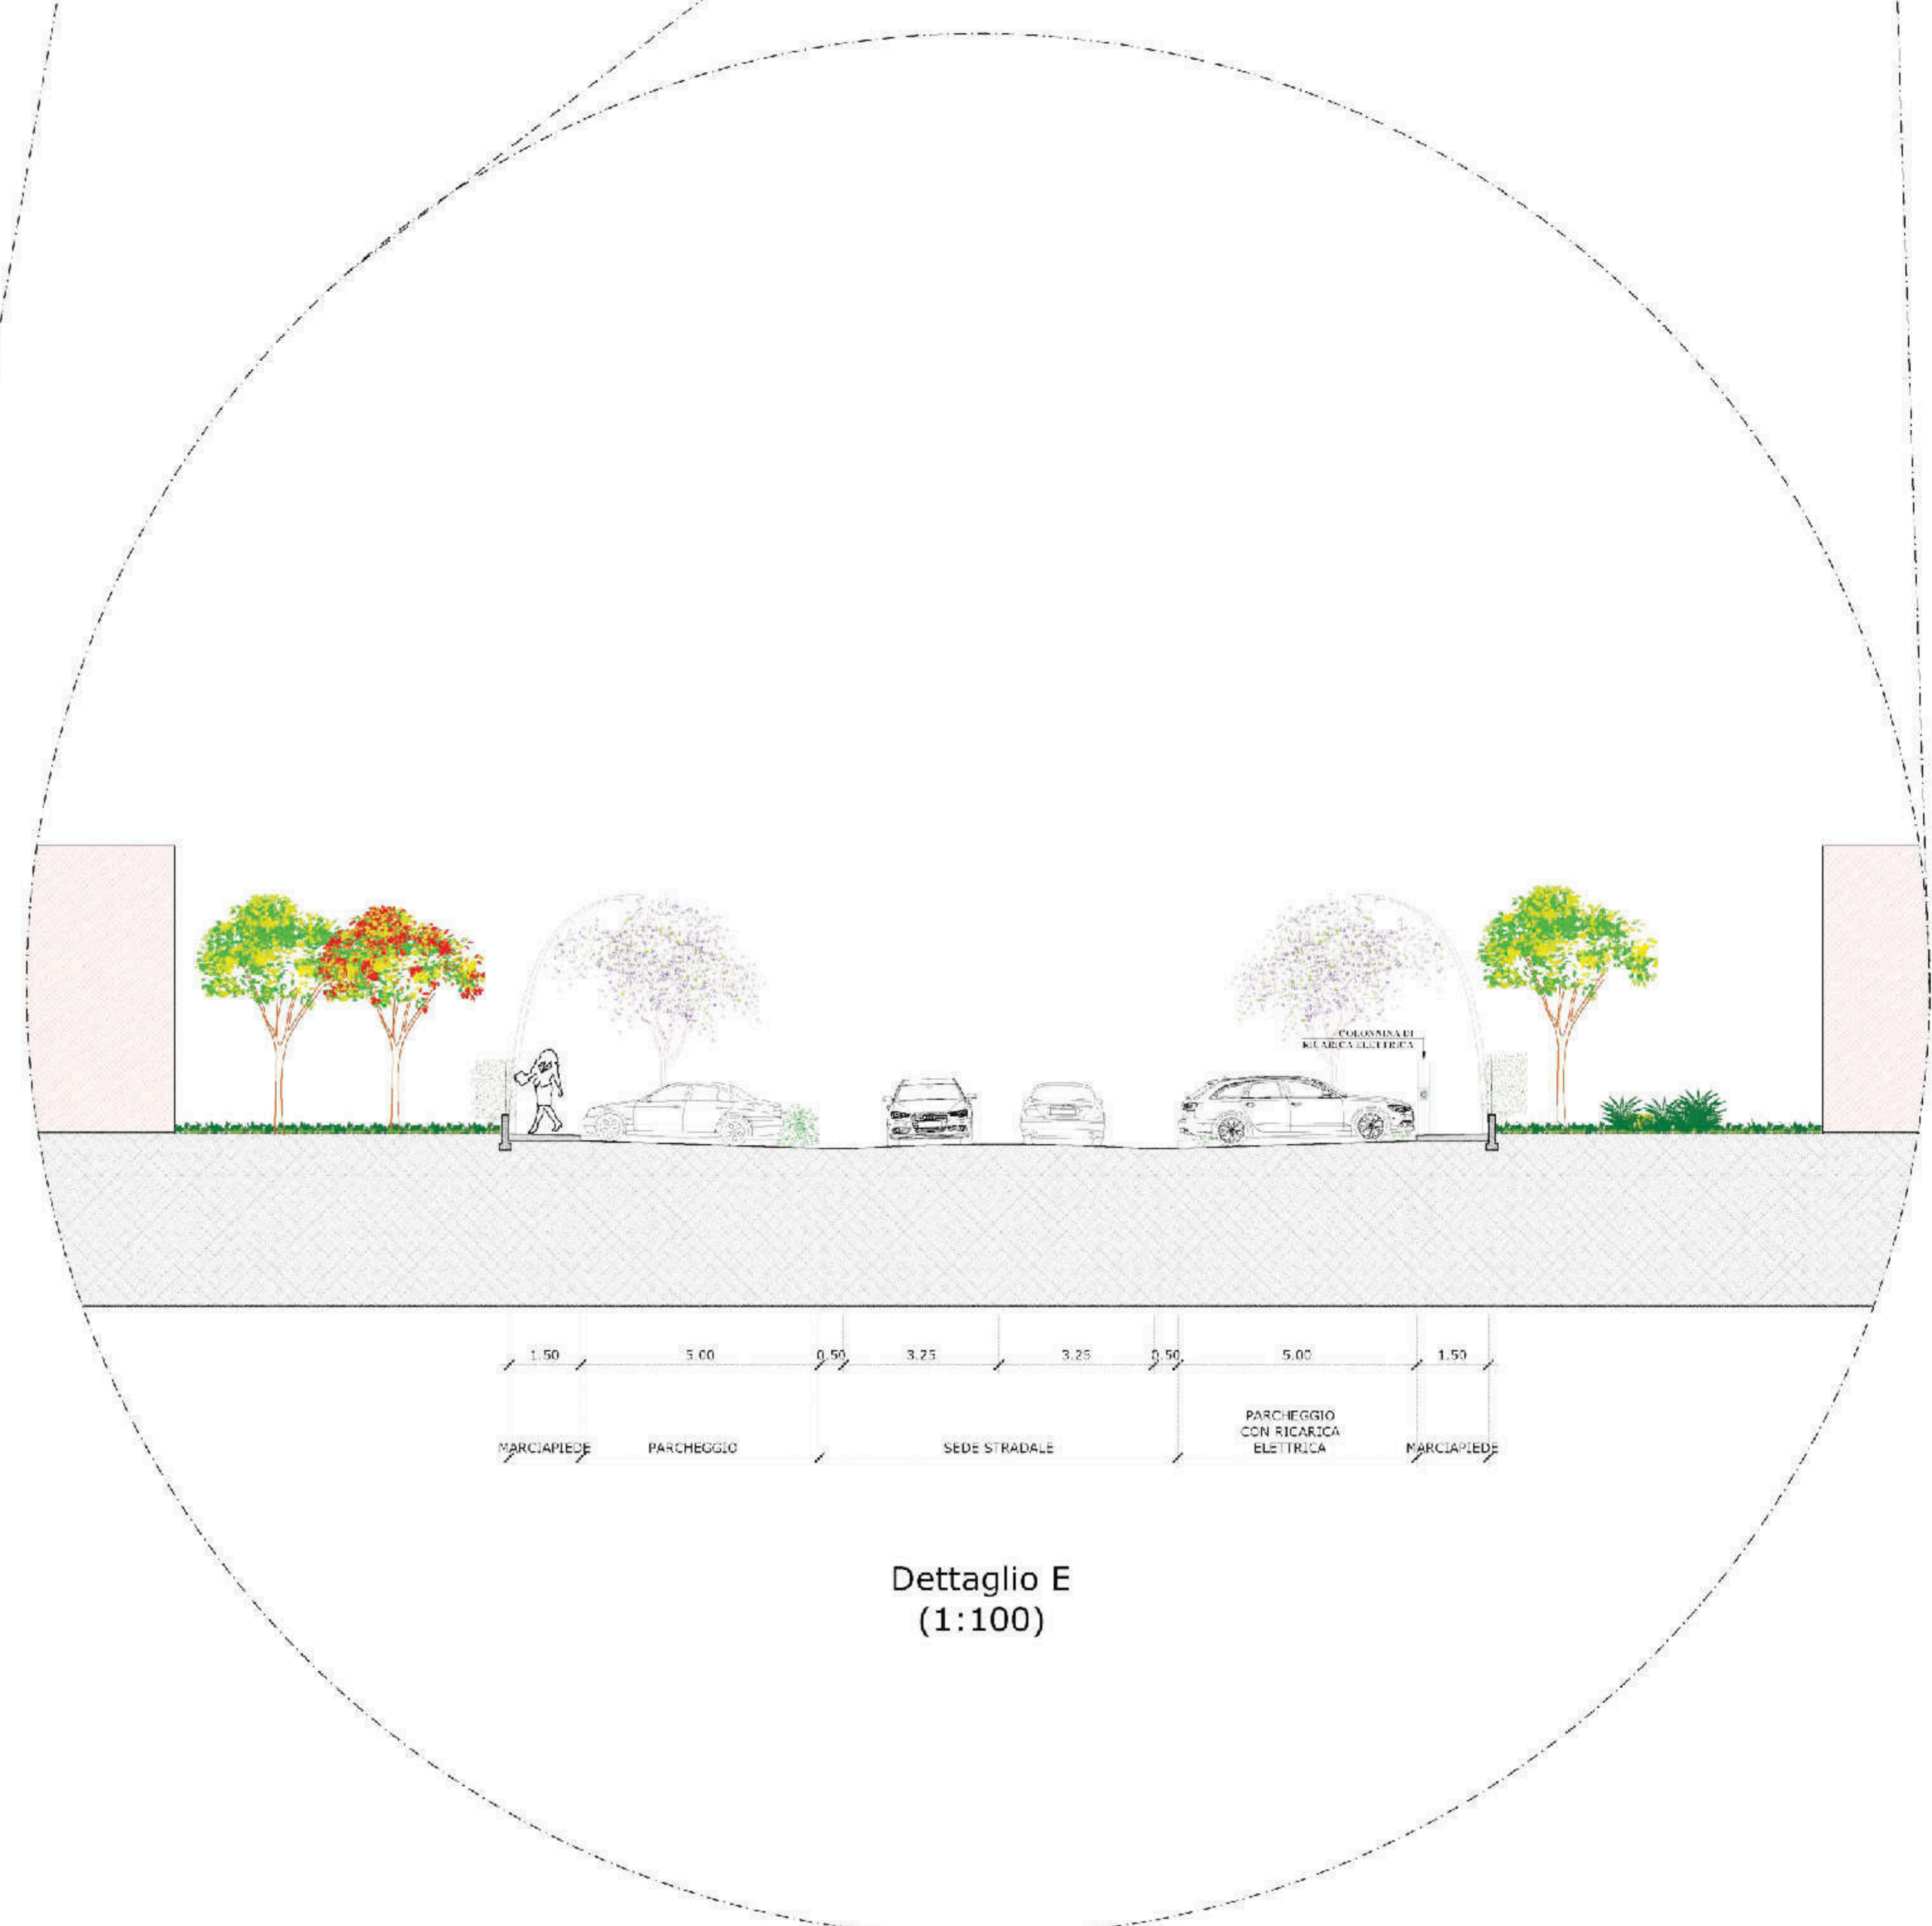 COLONNINA DI
RICARICA ELETTRICA
1.50 5.00 0.50 3.25 3.25 0.50 5.00 1.50
PARCHEGGIO
CON RICARICA
MARCIAPIEDE PARCHEGGIO SEDE STRADALE ELETTRICA MARCIAPIEDE
Dettaglio E
(1:100)